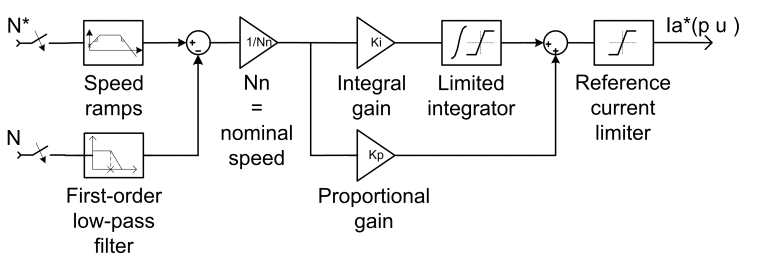 N*
Ia*(p u )
+
−
1/Nn
Ki
+
+
Speed
ramps
Nn
=
nominal
speed
Integral
gain
Limited
integrator
Reference
current
limiter
N
Kp
First-order
low-pass
filter
Proportional
gain